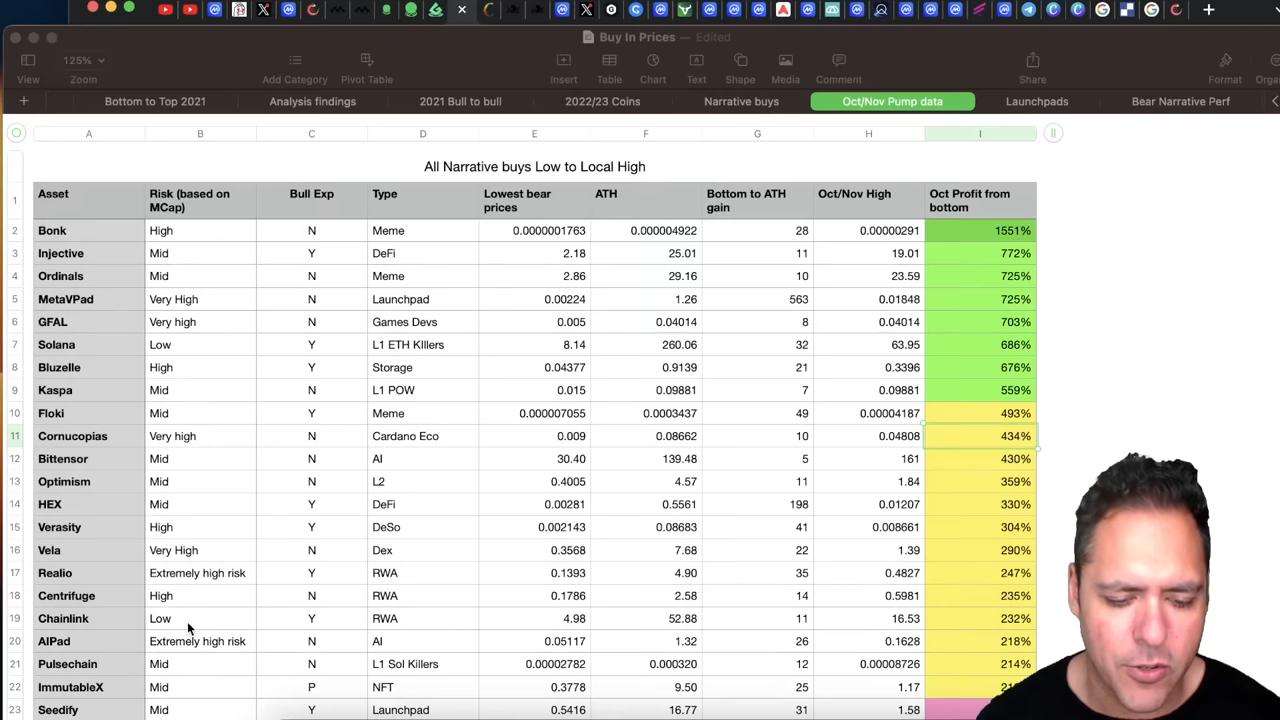 Buy In Prices — Edited
125%
View Zoom Add Category Pivot Table Insert Table Chart Text Shape Media Comment Share Format
Bottom to Top 2021 Analysis findings 2021 Bull to bull 2022/23 Coins Narrative buys Oct/Nov Pump data Launchpads Bear Narrative Perf
A B C D E F G H I
All Narrative buys Low to Local High
1 Asset Risk (based on MCap) Bull Exp Type Lowest bear prices ATH Bottom to ATH gain Oct/Nov High Oct Profit from bottom
2 Bonk High N Meme 0.0000001763 0.000004922 28 0.00000291 1551%
3 Injective Mid Y DeFi 2.18 25.01 11 19.01 772%
4 Ordinals Mid N Meme 2.86 29.16 10 23.59 725%
5 MetaVPad Very High N Launchpad 0.00224 1.26 563 0.01848 725%
6 GFAL Very high N Games Devs 0.005 0.04014 8 0.04014 703%
7 Solana Low Y L1 ETH KIllers 8.14 260.06 32 63.95 686%
8 Bluzelle High Y Storage 0.04377 0.9139 21 0.3396 676%
9 Kaspa Mid N L1 POW 0.015 0.09881 7 0.09881 559%
10 Floki Mid Y Meme 0.000007055 0.0003437 49 0.00004187 493%
11 Cornucopias Very high N Cardano Eco 0.009 0.08662 10 0.04808 434%
12 Bittensor Mid N AI 30.40 139.48 5 161 430%
13 Optimism Mid N L2 0.4005 4.57 11 1.84 359%
14 HEX Mid Y DeFi 0.00281 0.5561 198 0.01207 330%
15 Verasity High Y DeSo 0.002143 0.08683 41 0.008661 304%
16 Vela Very High N Dex 0.3568 7.68 22 1.39 290%
17 Realio Extremely high risk Y RWA 0.1393 4.90 35 0.4827 247%
18 Centrifuge High N RWA 0.1786 2.58 14 0.5981 235%
19 Chainlink Low Y RWA 4.98 52.88 11 16.53 232%
20 AIPad Extremely high risk N AI 0.05117 1.32 26 0.1628 218%
21 Pulsechain Mid N L1 Sol Killers 0.00002782 0.000320 12 0.00008726 214%
22 ImmutableX Mid P NFT 0.3778 9.50 25 1.17
23 Seedify Mid Y Launchpad 0.5416 16.77 31 1.58